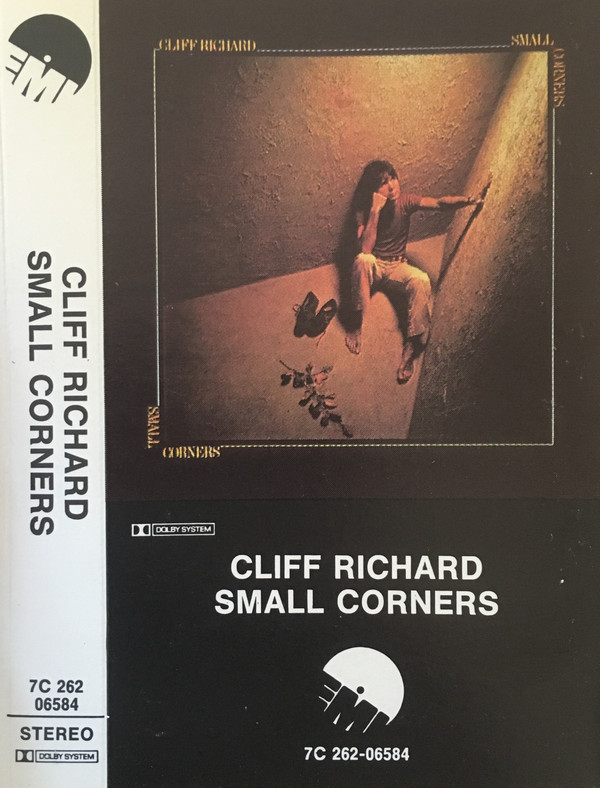 EMI
CLIFF RICHARD
SMALL CORNERS
7C 262
06584
STEREO
DOLBY SYSTEM
CLIFF RICHARD
SMALL
CORNERS
SMALL
CORNERS
DOLBY SYSTEM
CLIFF RICHARD
SMALL CORNERS
EMI
7C 262-06584